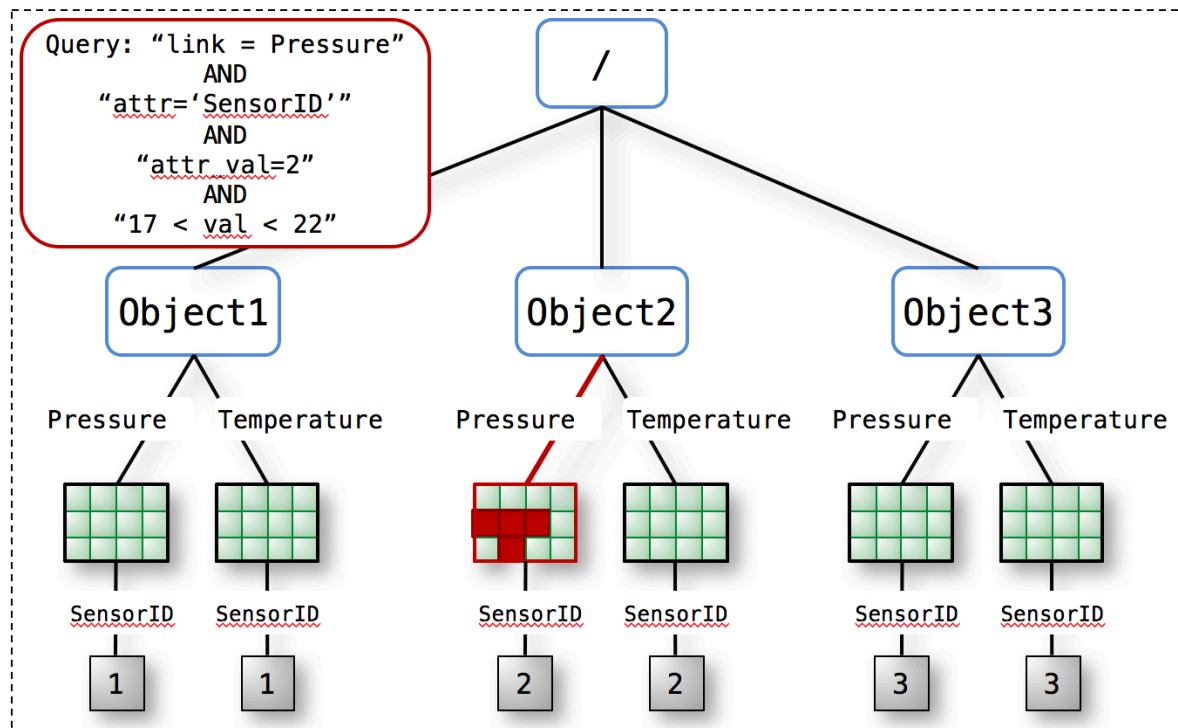 Query: “link = Pressure”
AND
“attr=‘SensorID’”
AND
“attr_val=2”
AND
“17 < val < 22”
/
Object1
Object2
Object3
Pressure
Temperature
Pressure
Temperature
Pressure
Temperature
SensorID
SensorID
SensorID
SensorID
SensorID
SensorID
1
1
2
2
3
3